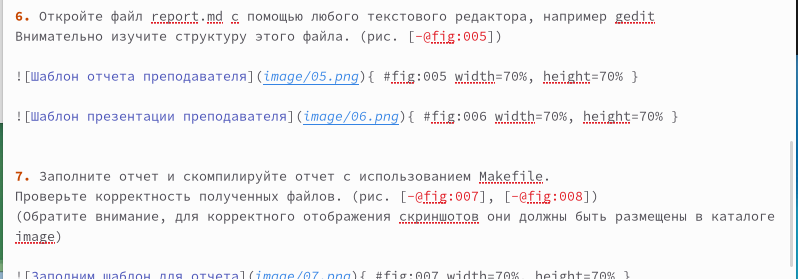 6. Откройте файл report.md с помощью любого текстового редактора, например gedit
Внимательно изучите структуру этого файла. (рис. [-@fig:005])
![Шаблон отчета преподавателя](image/05.png){ #fig:005 width=70%, height=70% }
![Шаблон презентации преподавателя](image/06.png){ #fig:006 width=70%, height=70% }
7. Заполните отчет и скомпилируйте отчет с использованием Makefile.
Проверьте корректность полученных файлов. (рис. [-@fig:007], [-@fig:008])
(Обратите внимание, для корректного отображения скриншотов они должны быть размещены в каталоге
image)
![Заполним шаблон для отчета](image/07.png){ #fig:007 width=70%, height=70% }